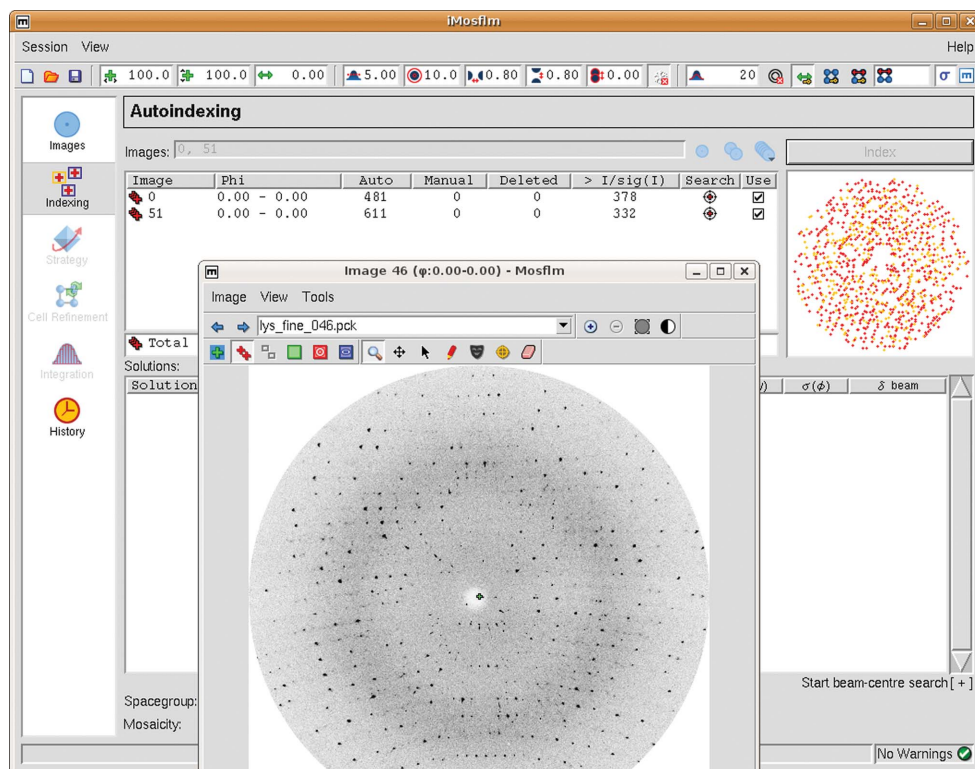 iMosflm
Session View Help
100.0 100.0 0.00 5.00 10.0 0.80 0.80 0.00 20 σ m
Autoindexing
Images
Images: 0, 51
Index
Indexing
Image Phi Auto Manual Deleted > I/sig(I) Search Use
0 0.00 - 0.00 481 0 0 378
51 0.00 - 0.00 611 0 0 332
Strategy
Image 46 (φ:0.00-0.00) - Mosflm
Image View Tools
Cell Refinement
lys_fine_046.pck
Total
Integration
Solutions:
Solution σ(ϕ) δ beam
History
Start beam-centre search[ + ]
Spacegroup:
Mosaicity:
No Warnings